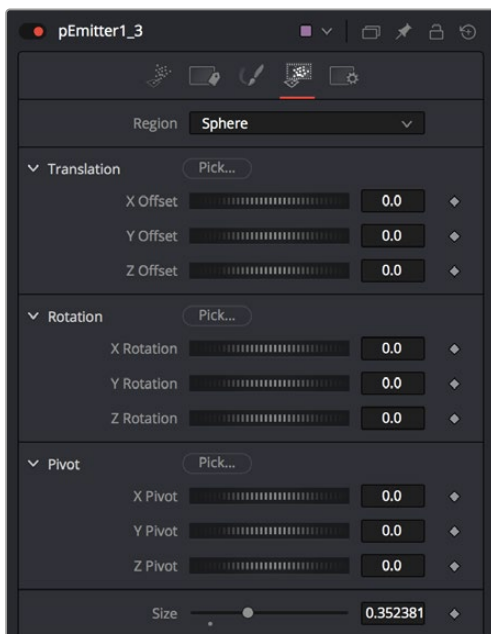 pEmitter1_3
Region Sphere
Translation Pick...
X Offset 0.0
Y Offset 0.0
Z Offset 0.0
Rotation Pick...
X Rotation 0.0
Y Rotation 0.0
Z Rotation 0.0
Pivot Pick...
X Pivot 0.0
Y Pivot 0.0
Z Pivot 0.0
Size 0.352381